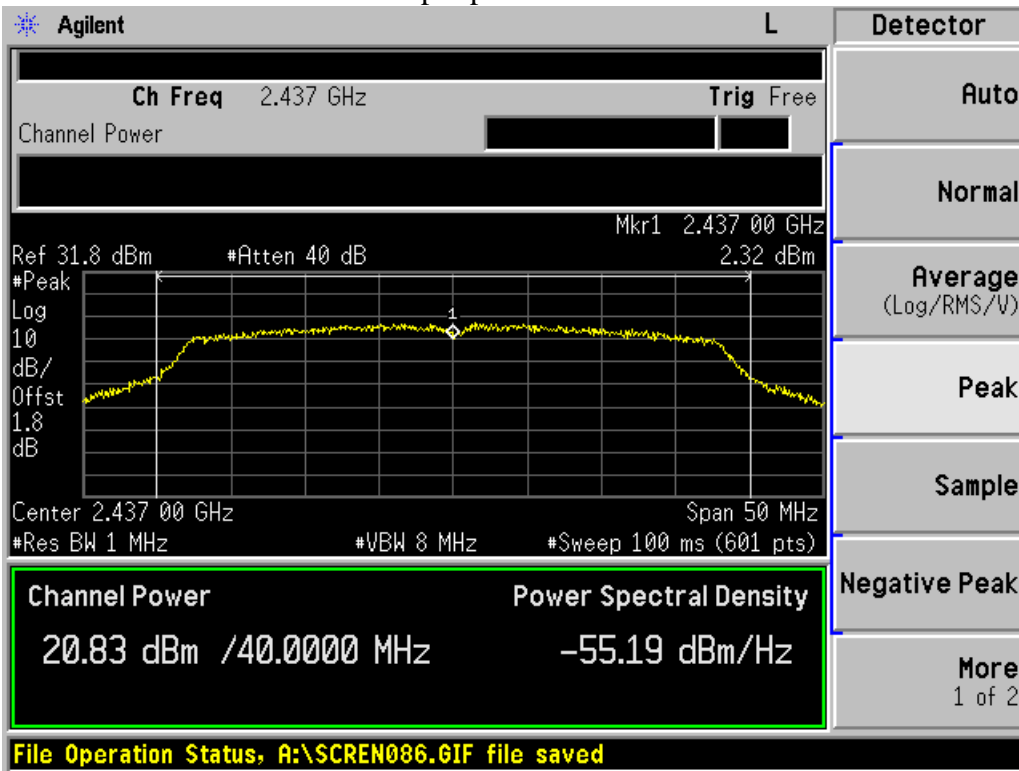 Agilent L Detector
Ch Freq 2.437 GHz Trig Free
Channel Power
Mkr1 2.437 00 GHz
Ref 31.8 dBm #Atten 40 dB 2.32 dBm
#Peak
Log
10
dB/
Offst
1.8
dB
1
Center 2.437 00 GHz Span 50 MHz
#Res BW 1 MHz #VBW 8 MHz #Sweep 100 ms (601 pts)
Channel Power Power Spectral Density
20.83 dBm /40.0000 MHz -55.19 dBm/Hz
File Operation Status, A:\SCREN086.GIF file saved
Auto
Normal
Average
(Log/RMS/V)
Peak
Sample
Negative Peak
More
1 of 2